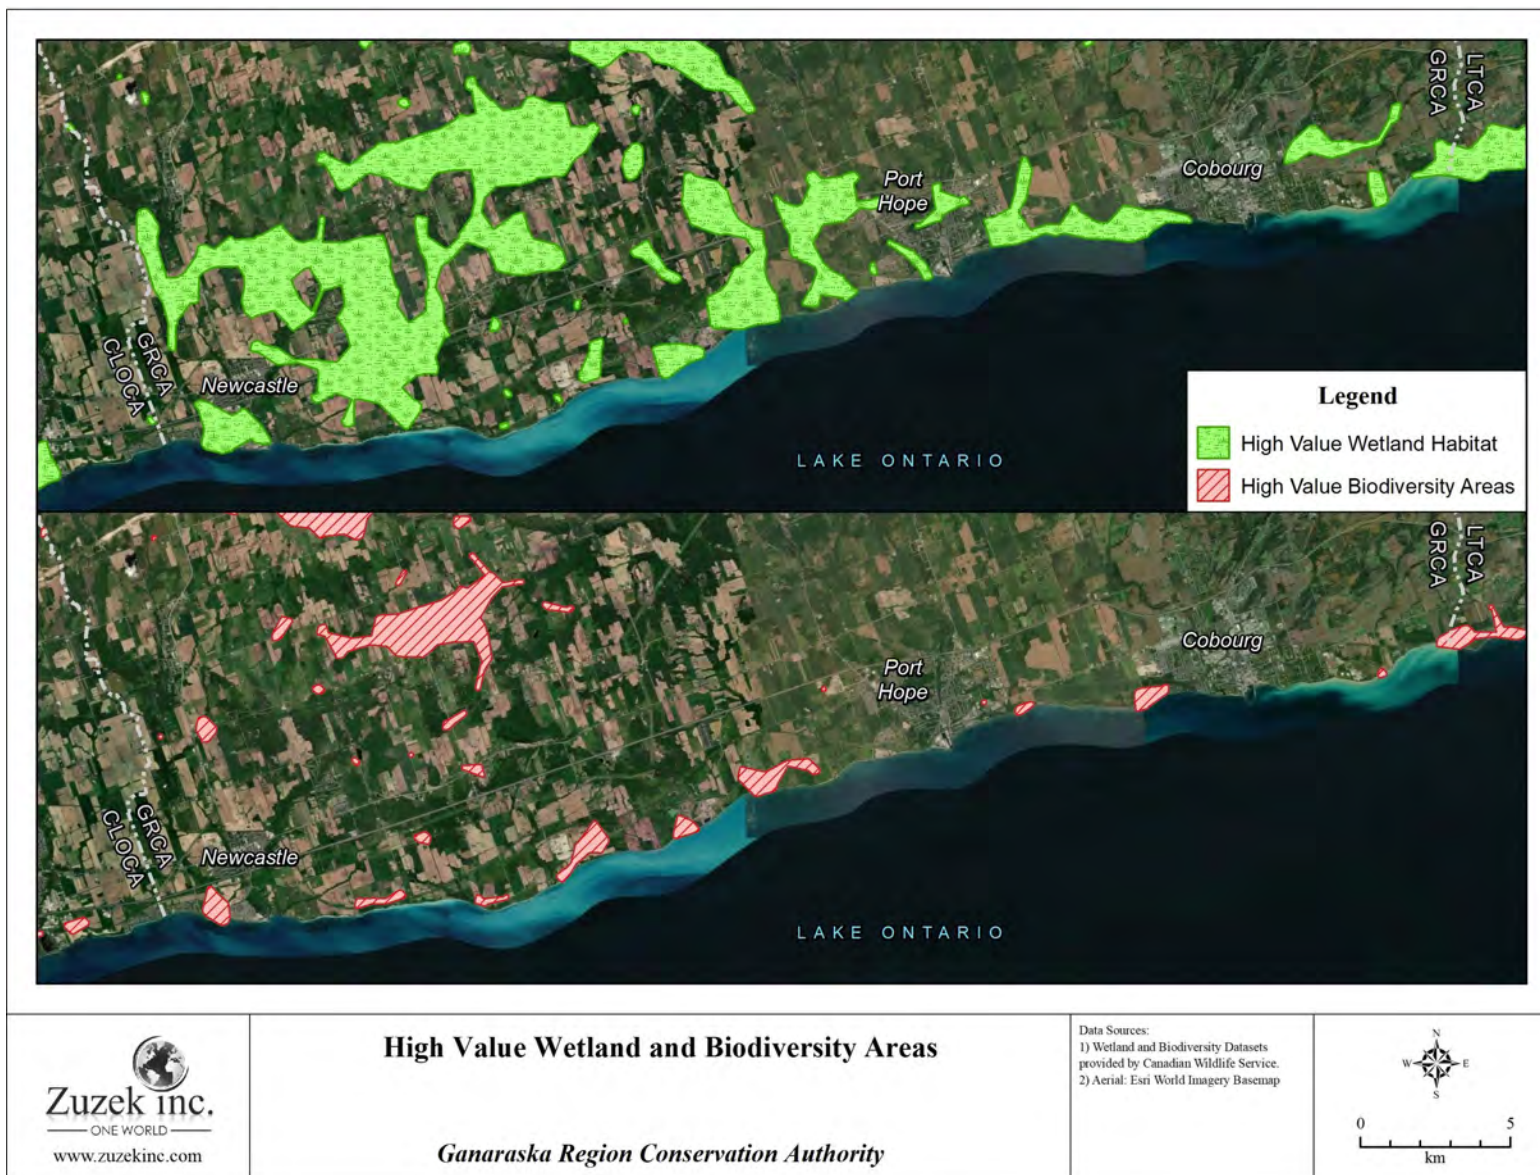 LTCA
GRCA
Port
Hope
Cobourg
GRCA
CLOCA
Newcastle
LAKE ONTARIO
Legend
High Value Wetland Habitat
High Value Biodiversity Areas
LTCA
GRCA
Port
Hope
Cobourg
GRCA
CLOCA
Newcastle
LAKE ONTARIO
Zuzek inc.
ONE WORLD
www.zuzekinc.com
High Value Wetland and Biodiversity Areas
Ganaraska Region Conservation Authority
Data Sources:
1) Wetland and Biodiversity Datasets
provided by Canadian Wildlife Service.
2) Aerial: Esri World Imagery Basemap
N
W E
S
0 5
km